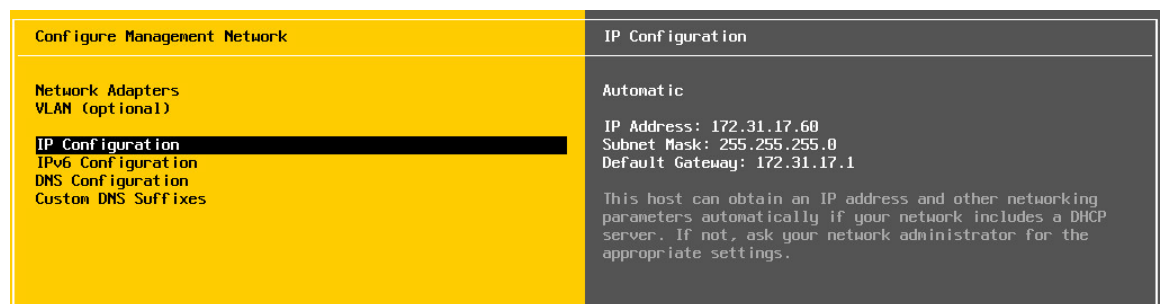 Configure Management Network
Network Adapters
VLAN (optional)
IP Configuration
IPv6 Configuration
DNS Configuration
Custom DNS Suffixes
IP Configuration
Automatic
IP Address: 172.31.17.60
Subnet Mask: 255.255.255.0
Default Gateway: 172.31.17.1
This host can obtain an IP address and other networking
parameters automatically if your network includes a DHCP
server. If not, ask your network administrator for the
appropriate settings.